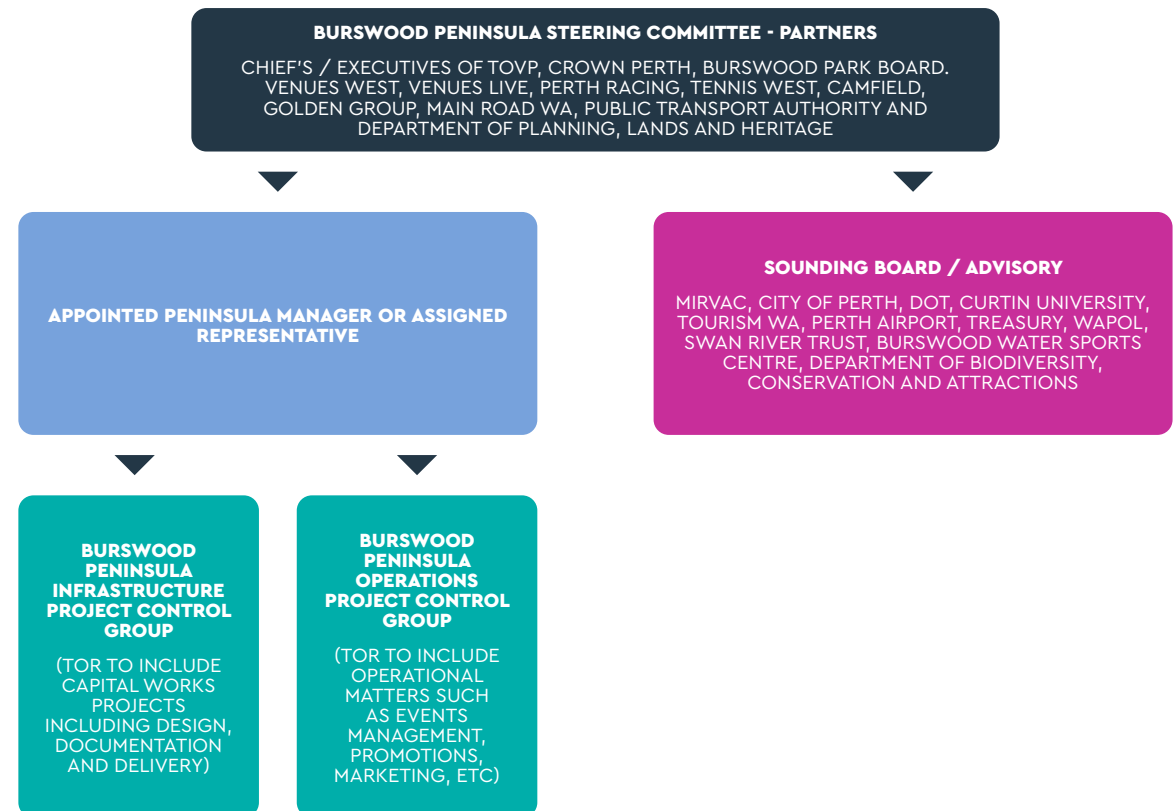 BURSWOOD PENINSULA STEERING COMMITTEE - PARTNERS
CHIEF'S / EXECUTIVES OF TOVP, CROWN PERTH, BURSWOOD PARK BOARD.
VENUES WEST, VENUES LIVE, PERTH RACING, TENNIS WEST, CAMFIELD,
GOLDEN GROUP, MAIN ROAD WA, PUBLIC TRANSPORT AUTHORITY AND
DEPARTMENT OF PLANNING, LANDS AND HERITAGE
APPOINTED PENINSULA MANAGER OR ASSIGNED
REPRESENTATIVE
SOUNDING BOARD / ADVISORY
MIRVAC, CITY OF PERTH, DOT, CURTIN UNIVERSITY,
TOURISM WA, PERTH AIRPORT, TREASURY, WAPOL,
SWAN RIVER TRUST, BURSWOOD WATER SPORTS
CENTRE, DEPARTMENT OF BIODIVERSITY,
CONSERVATION AND ATTRACTIONS
BURSWOOD
PENINSULA
INFRASTRUCTURE
PROJECT CONTROL
GROUP
(TOR TO INCLUDE
CAPITAL WORKS
PROJECTS
INCLUDING DESIGN,
DOCUMENTATION
AND DELIVERY)
BURSWOOD
PENINSULA
OPERATIONS
PROJECT CONTROL
GROUP
(TOR TO INCLUDE
OPERATIONAL
MATTERS SUCH
AS EVENTS
MANAGEMENT,
PROMOTIONS,
MARKETING, ETC)